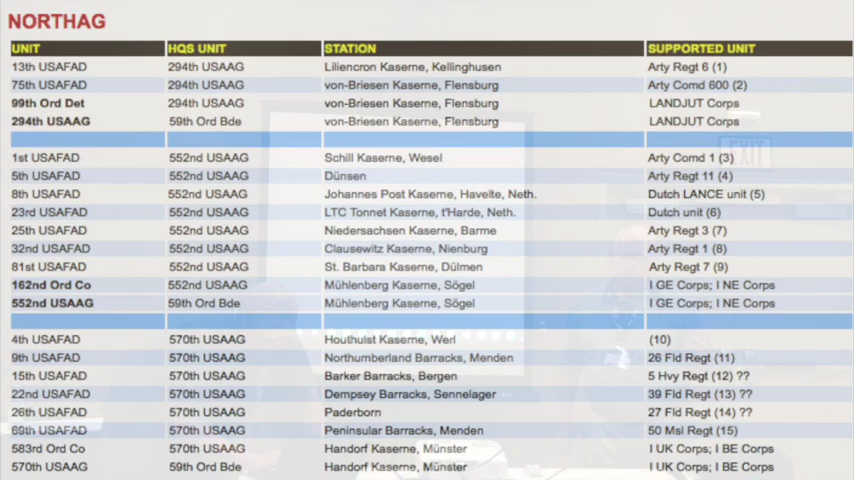 NORTHAG
UNIT HQS UNIT STATION SUPPORTED UNIT
13th USAFAD 294th USAAG Liliencron Kaserne, Kellinghusen Arty Regt 6 (1)
75th USAFAD 294th USAAG von-Briesen Kaserne, Flensburg Arty Comd 600 (2)
99th Ord Det 294th USAAG von-Briesen Kaserne, Flensburg LANDJUT Corps
294th USAAG 59th Ord Bde von-Briesen Kaserne, Flensburg LANDJUT Corps
EXIT
1st USAFAD 552nd USAAG Schill Kaserne, Wesel Arty Comd 1 (3)
5th USAFAD 552nd USAAG Dünsen Arty Regt 11 (4)
8th USAFAD 552nd USAAG Johannes Post Kaserne, Havelte, Neth. Dutch LANCE unit (5)
23rd USAFAD 552nd USAAG LTC Tonnet Kaserne, t'Harde, Neth. Dutch unit (6)
25th USAFAD 552nd USAAG Niedersachsen Kaserne, Barme Arty Regt 3 (7)
32nd USAFAD 552nd USAAG Clausewitz Kaserne, Nienburg Arty Regt 1 (8)
81st USAFAD 552nd USAAG St. Barbara Kaserne, Dülmen Arty Regt 7 (9)
162nd Ord Co 552nd USAAG Mühlenberg Kaserne, Sögel I GE Corps; I NE Corps
552nd USAAG 59th Ord Bde Mühlenberg Kaserne, Sögel I GE Corps; I NE Corps
4th USAFAD 570th USAAG Houthulst Kaserne, Werl (10)
9th USAFAD 570th USAAG Northumberland Barracks, Menden 26 Fld Regt (11)
15th USAFAD 570th USAAG Barker Barracks, Bergen 5 Hvy Regt (12) ??
22nd USAFAD 570th USAAG Dempsey Barracks, Sennelager 39 Fld Regt (13) ??
26th USAFAD 570th USAAG Paderborn 27 Fld Regt (14) ??
69th USAFAD 570th USAAG Peninsular Barracks, Menden 50 Msl Regt (15)
583rd Ord Co 570th USAAG Handorf Kaserne, Münster I UK Corps; I BE Corps
570th USAAG 59th Ord Bde Handorf Kaserne, Münster I UK Corps; I BE Corps